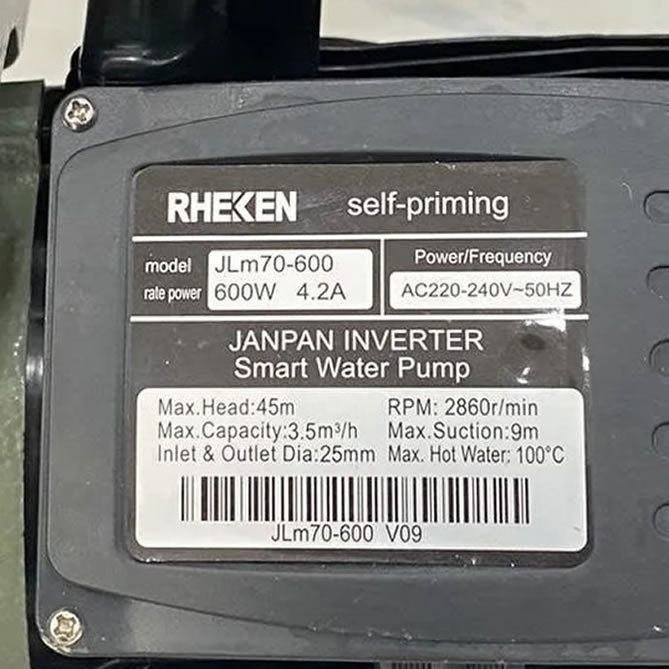 RHEKEN self-priming
model JLm70-600
rate power 600W 4.2A
Power/Frequency
AC220-240V~50HZ
JANPAN INVERTER
Smart Water Pump
Max.Head:45m RPM: 2860r/min
Max.Capacity:3.5m³/h Max.Suction:9m
Inlet & Outlet Dia:25mm Max. Hot Water: 100°C
JLm70-600 V09